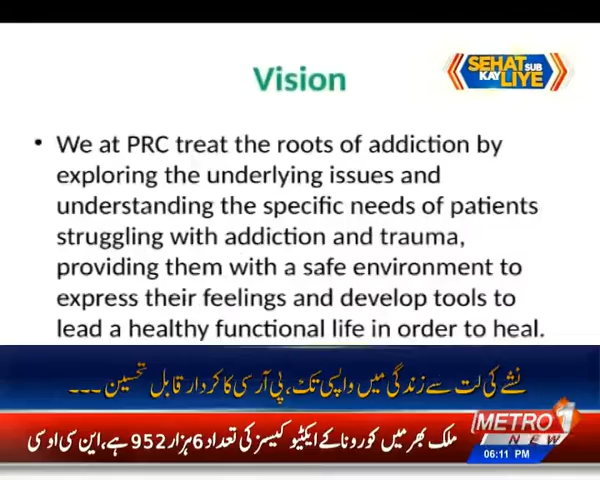 SEHAT SUB
KAY LIYE
Vision
• We at PRC treat the roots of addiction by
exploring the underlying issues and
understanding the specific needs of patients
struggling with addiction and trauma,
providing them with a safe environment to
express their feelings and develop tools to
lead a healthy functional life in order to heal.
نشے کی لت سے زندگی میں واپسی تک، پی آر سی کا کردار قابل تحسین ۔۔۔
ملک بھر میں کورونا کے ایکٹیو کیسز کی تعداد 6 ہزار 952 ہے، این سی او سی
METRO 1
NEW
06:11 PM